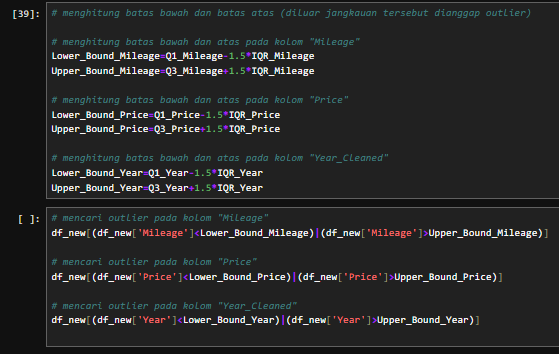 [39]: # menghitung batas bawah dan batas atas (diluar jangkauan tersebut dianggap outlier)
# menghitung batas bawah dan atas pada kolom "Mileage"
Lower_Bound_Mileage=Q1_Mileage-1.5*IQR_Mileage
Upper_Bound_Mileage=Q3_Mileage+1.5*IQR_Mileage
# menghitung batas bawah dan atas pada kolom "Price"
Lower_Bound_Price=Q1_Price-1.5*IQR_Price
Upper_Bound_Price=Q3_Price+1.5*IQR_Price
# menghitung batas bawah dan atas pada kolom "Year_Cleaned"
Lower_Bound_Year=Q1_Year-1.5*IQR_Year
Upper_Bound_Year=Q3_Year+1.5*IQR_Year
[ ]: # mencari outlier pada kolom "Mileage"
df_new[(df_new['Mileage']<Lower_Bound_Mileage)|(df_new['Mileage']>Upper_Bound_Mileage)]
# mencari outlier pada kolom "Price"
df_new[(df_new['Price']<Lower_Bound_Price)|(df_new['Price']>Upper_Bound_Price)]
# mencari outlier pada kolom "Year_Cleaned"
df_new[(df_new['Year']<Lower_Bound_Year)|(df_new['Year']>Upper_Bound_Year)]